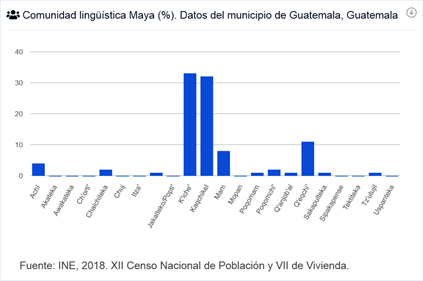 Comunidad lingüística Maya (%). Datos del municipio de Guatemala, Guatemala
40
30
20
10
0
Achi
Akateka
Awakateka
Ch'orti'
Chalchiteka
Chuj
Itza'
Jakalteko/Popti'
K'iche'
Kaqchikel
Mam
Mopan
Poqomam
Poqomchi'
Q'anjob'al
Q'eqchi'
Sakapulteka
Sipakapense
Tektiteka
Tz'utujil
Uspanteka
Fuente: INE, 2018. XII Censo Nacional de Población y VII de Vivienda.